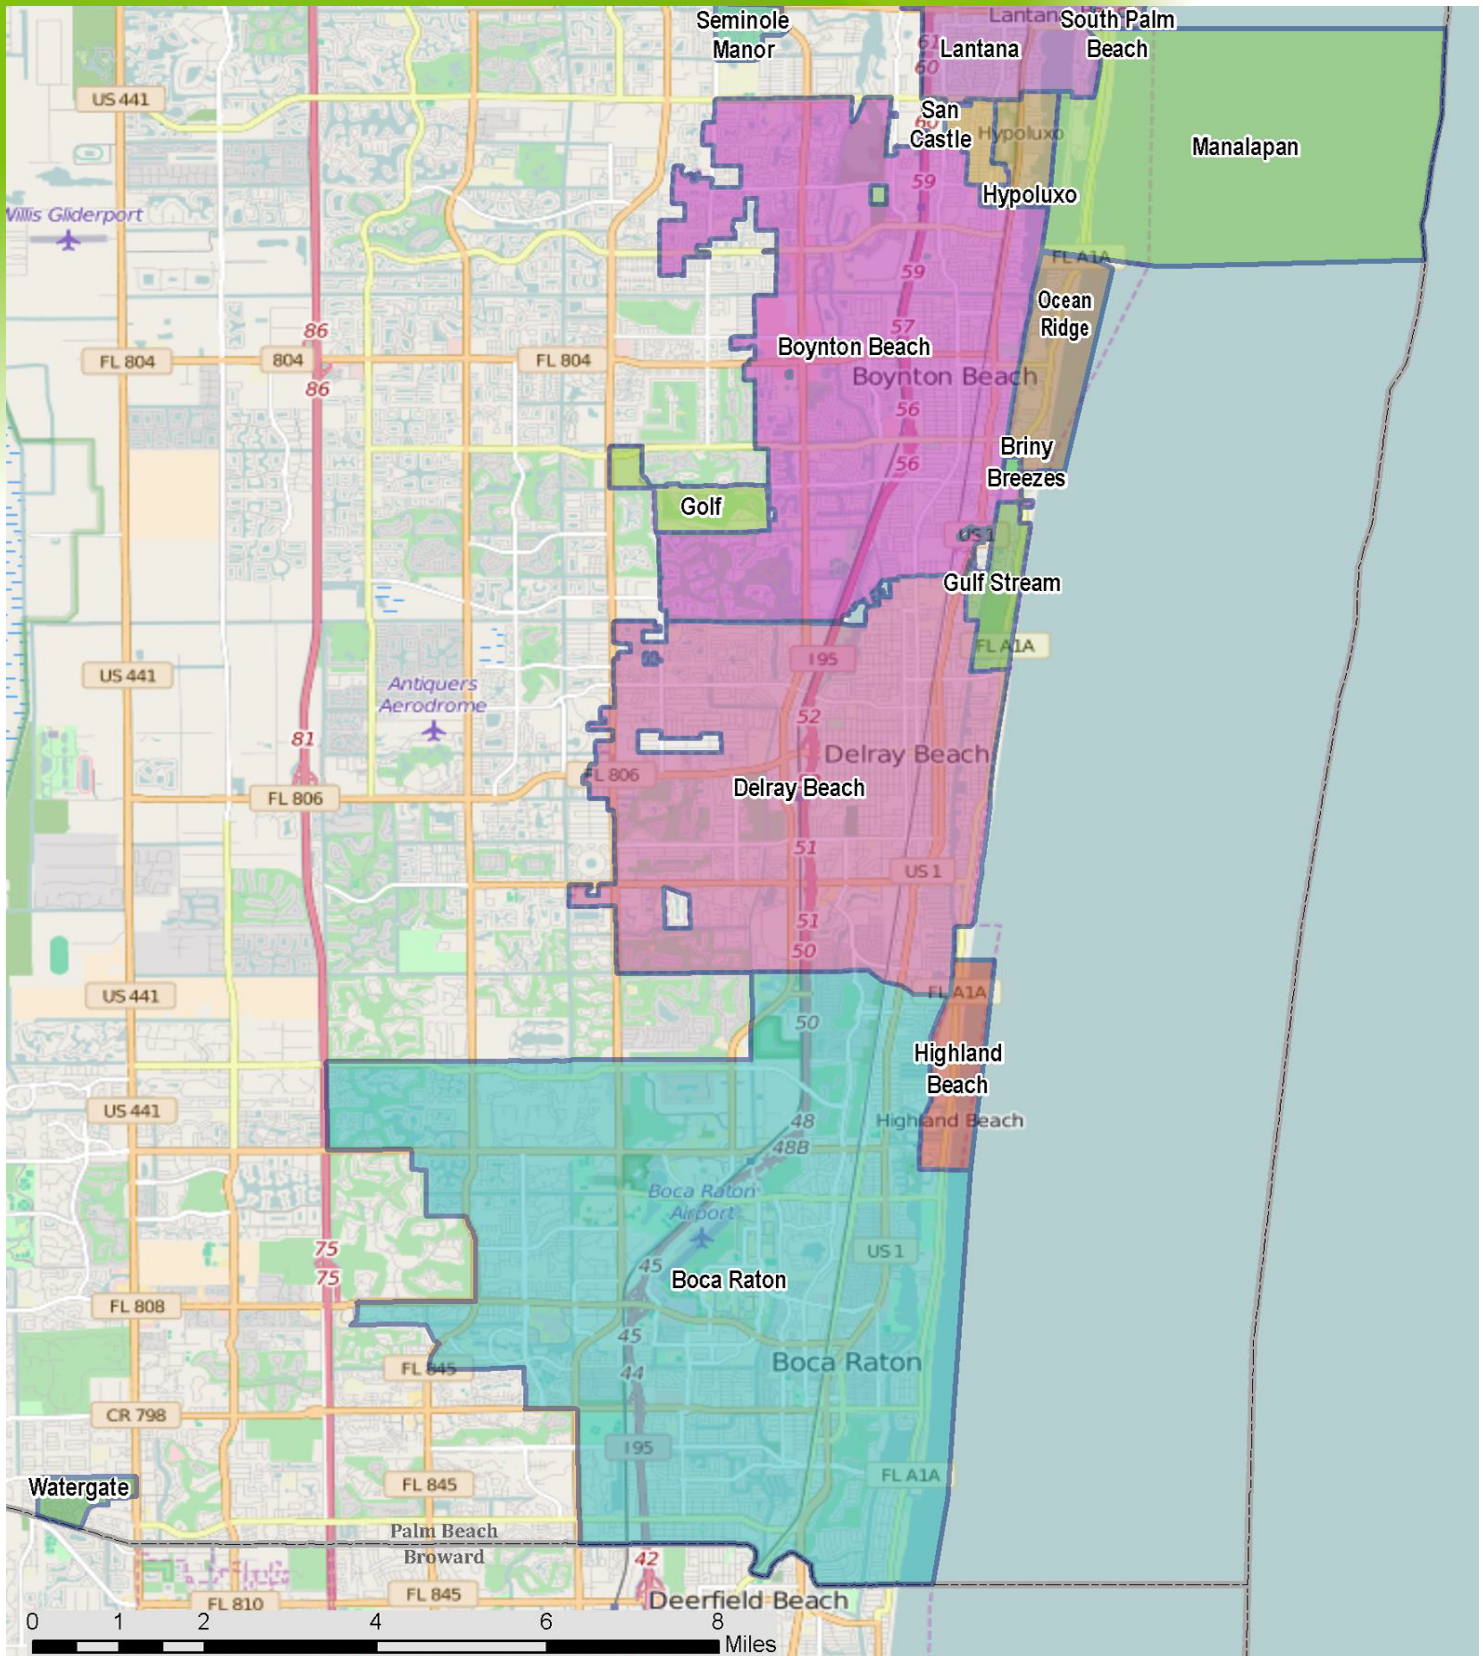 Seminole
Manor
Lantana
South Palm
Beach
61
60
Lantana
US 441
San
Castle
60
Hypoluxo
Manalapan
59
Hypoluxo
Willis Gliderport
FL A1A
59
Ocean
Ridge
86
57
Boynton Beach
FL 804
804
FL 804
Boynton Beach
86
56
Briny
Breezes
56
Golf
US 1
Gulf Stream
FL A1A
I 95
US 441
Antiquers
Aerodrome
52
81
Delray Beach
FL 806
Delray Beach
FL 806
51
US 1
51
50
FL A1A
US 441
50
Highland
Beach
US 441
48
Highland Beach
48B
Boca Raton
Airport
75
US 1
45
75
Boca Raton
FL 808
45
Boca Raton
FL 845
44
CR 798
I 95
FL A1A
Watergate
FL 845
Palm Beach
Broward
42
FL 845
Deerfield Beach
FL 810
0 1 2 4 6 8
Miles